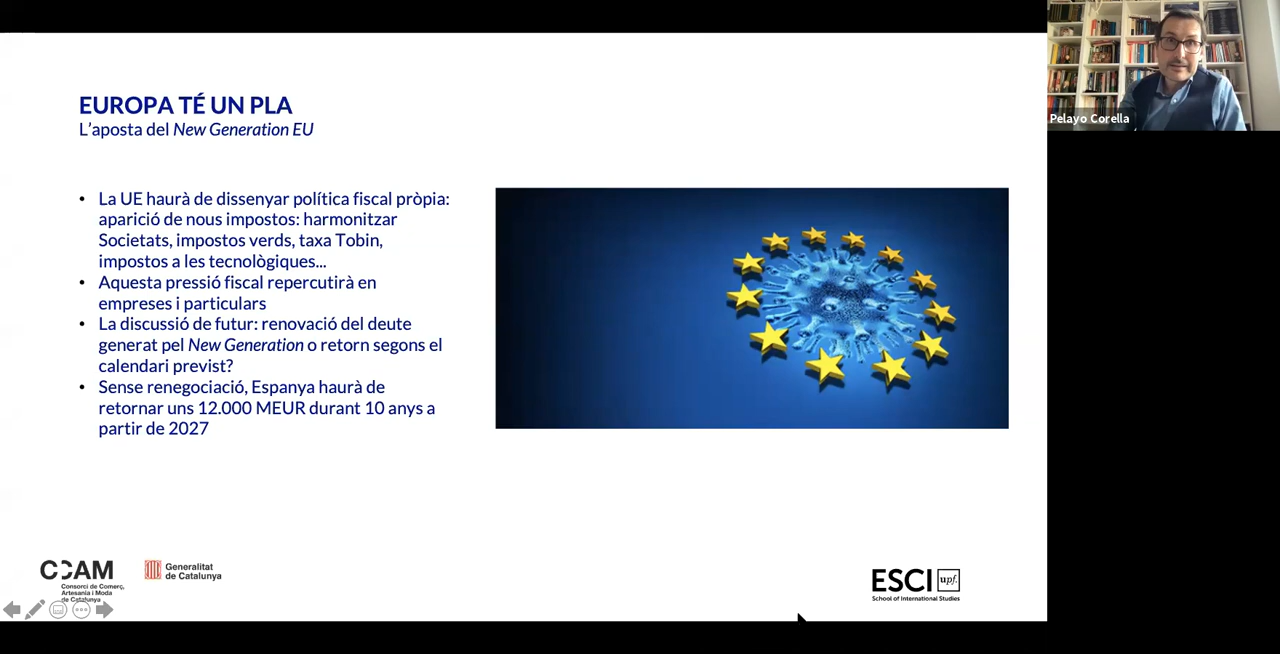 EUROPA TÉ UN PLA
L'aposta del New Generation EU
• La UE haurà de dissenyar política fiscal pròpia:
aparició de nous impostos: harmonitzar
Societats, impostos verds, taxa Tobin,
impostos a les tecnològiques...
• Aquesta pressió fiscal repercutirà en
empreses i particulars
• La discussió de futur: renovació del deute
generat pel New Generation o retorn segons el
calendari previst?
• Sense renegociació, Espanya haurà de
retornar uns 12.000 MEUR durant 10 anys a
partir de 2027
Pelayo Corella
CCAM
Consorci de Comerç,
Artesania i Moda
de Catalunya
Generalitat
de Catalunya
ESCI upf.
School of International Studies